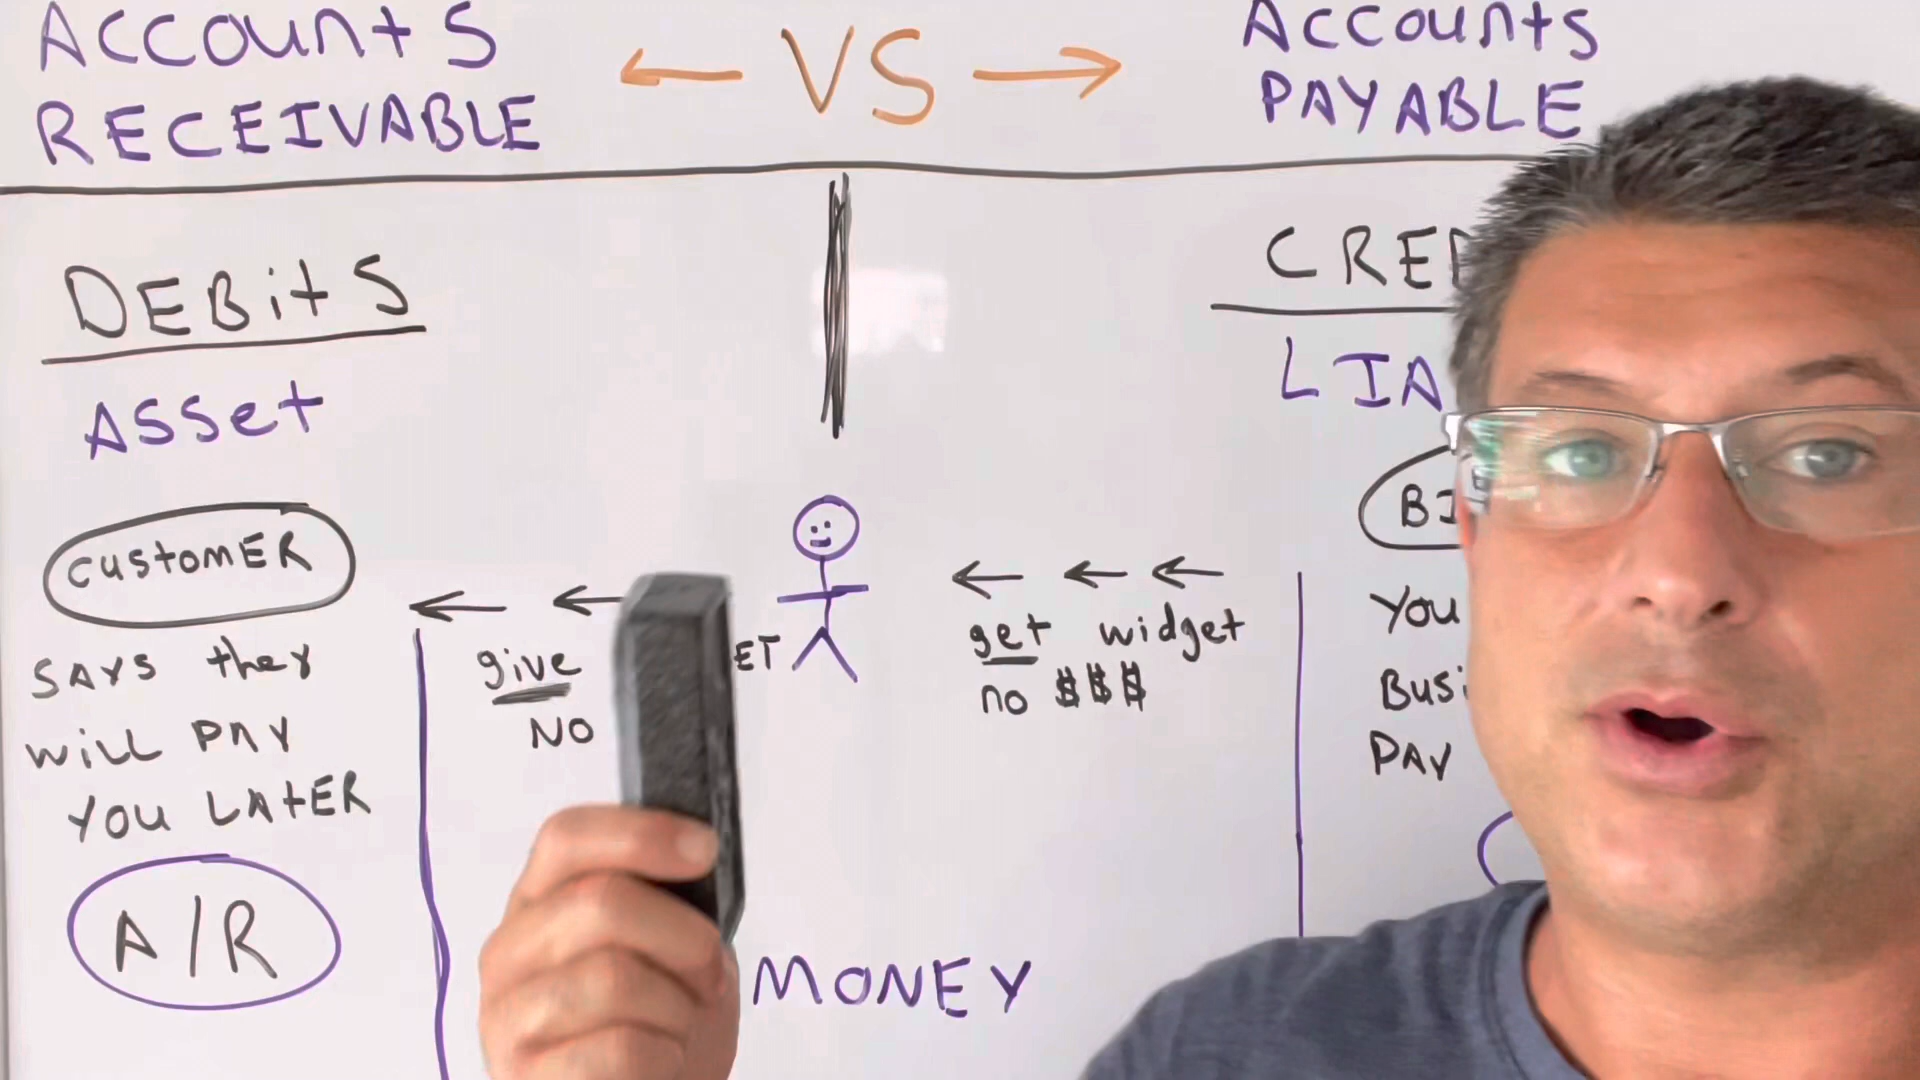 ACCOUNTS
RECEIVABLE
← VS →
ACCOUNTS
PAYABLE
DEBITS
ASSET
CUSTOMER
SAYS they
will PAY
you LATER
A/R
give
NO
get widget
no $$$
MONEY
YOU
PAY